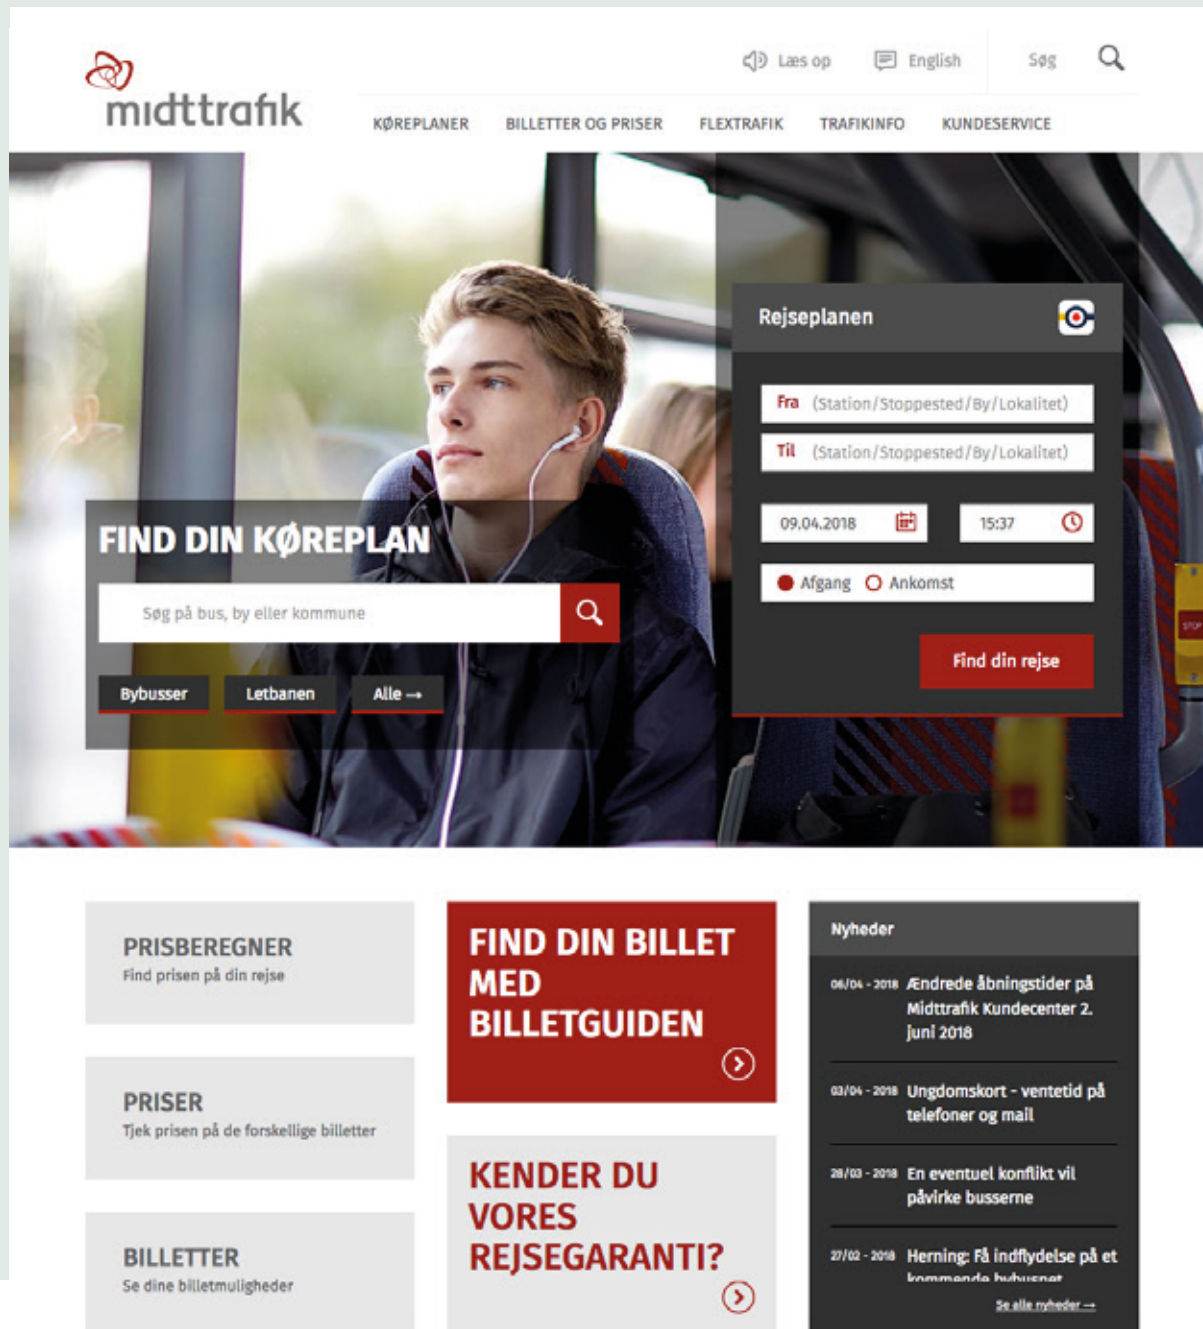 Læs op
English
Søg
midttrafik
KØREPLANER
BILLETTER OG PRISER
FLEXTRAFIK
TRAFIKINFO
KUNDESERVICE
Rejseplanen
Fra (Station/Stoppested/By/Lokalitet)
Til (Station/Stoppested/By/Lokalitet)
09.04.2018
15:37
Afgang
Ankomst
Find din rejse
STOP
FIND DIN KØREPLAN
Søg på bus, by eller kommune
Bybusser
Letbanen
Alle →
PRISBEREGNER
Find prisen på din rejse
PRISER
Tjek prisen på de forskellige billetter
BILLETTER
Se dine billetmuligheder
FIND DIN BILLET
MED
BILLETGUIDEN
KENDER DU
VORES
REJSEGARANTI?
Nyheder
06/04 - 2018 Ændrede åbningstider på
Midttrafik Kundecenter 2.
juni 2018
03/04 - 2018 Ungdomskort - ventetid på
telefoner og mail
28/03 - 2018 En eventuel konflikt vil
påvirke busserne
27/02 - 2018 Herning: Få indflydelse på et
kommende bybusnet
Se alle nyheder →